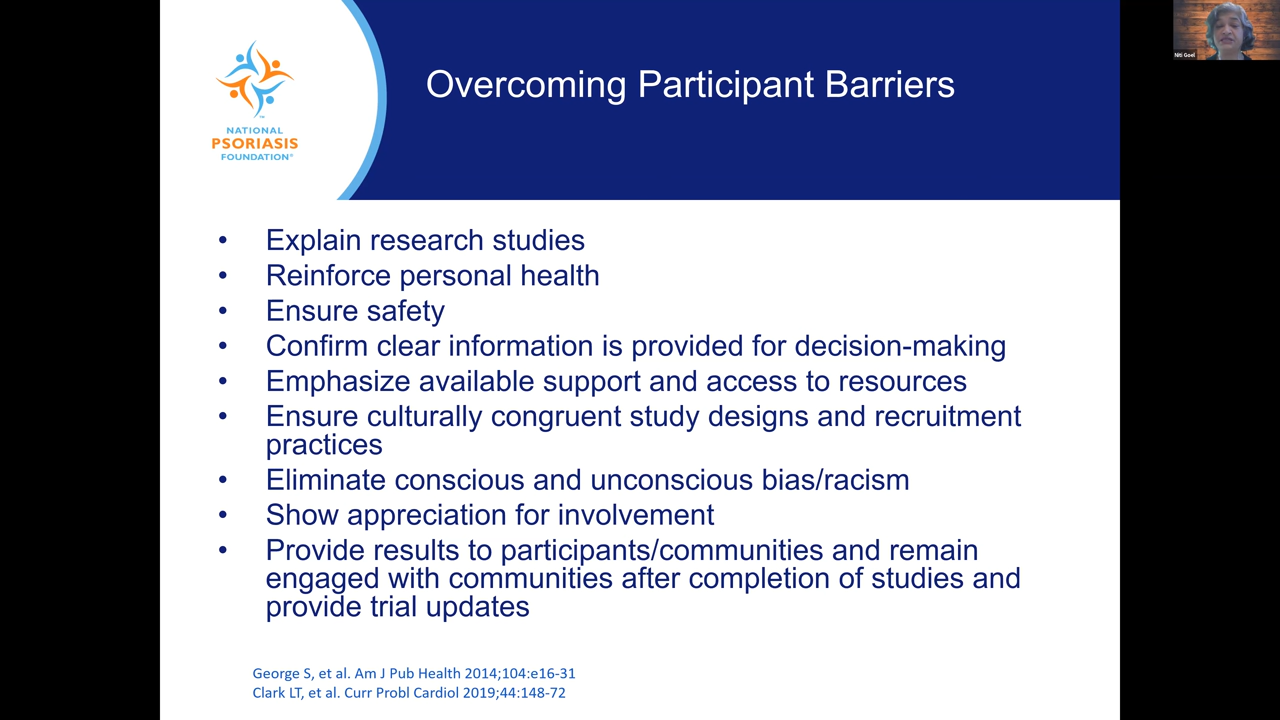 Niti Goel
NATIONAL
PSORIASIS
FOUNDATION®
™
Overcoming Participant Barriers
• Explain research studies
• Reinforce personal health
• Ensure safety
• Confirm clear information is provided for decision-making
• Emphasize available support and access to resources
• Ensure culturally congruent study designs and recruitment
practices
• Eliminate conscious and unconscious bias/racism
• Show appreciation for involvement
• Provide results to participants/communities and remain
engaged with communities after completion of studies and
provide trial updates
George S, et al. Am J Pub Health 2014;104:e16-31
Clark LT, et al. Curr Probl Cardiol 2019;44:148-72